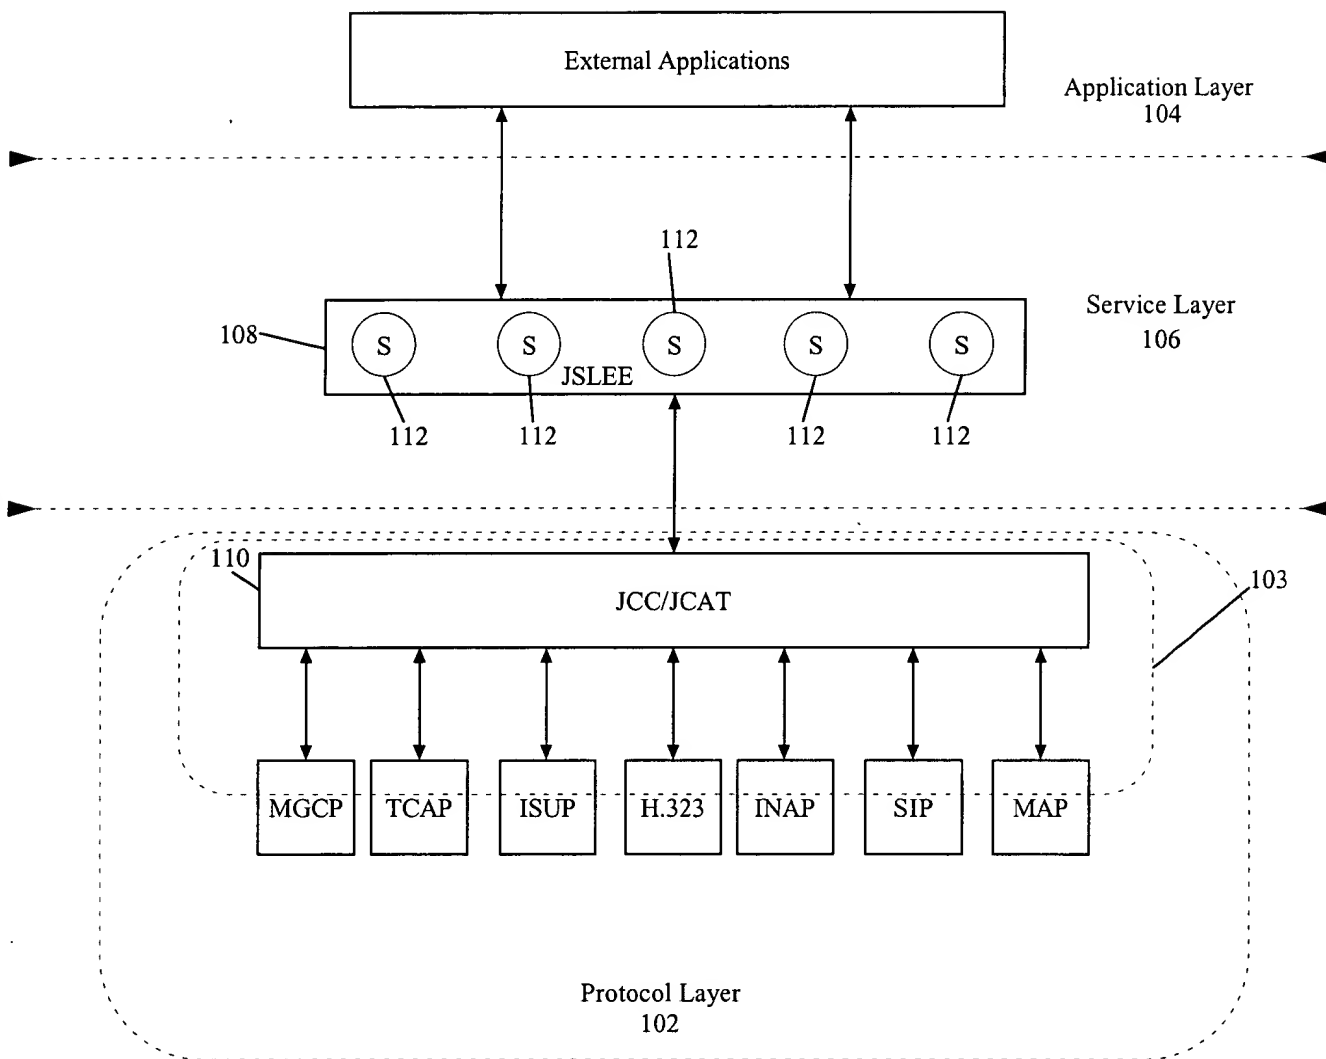 External Applications
Application Layer
104
112
Service Layer
106
108
S S S S S
JSLEE
112 112 112 112
110
JCC/JCAT
103
MGCP TCAP ISUP H.323 INAP SIP MAP
Protocol Layer
102